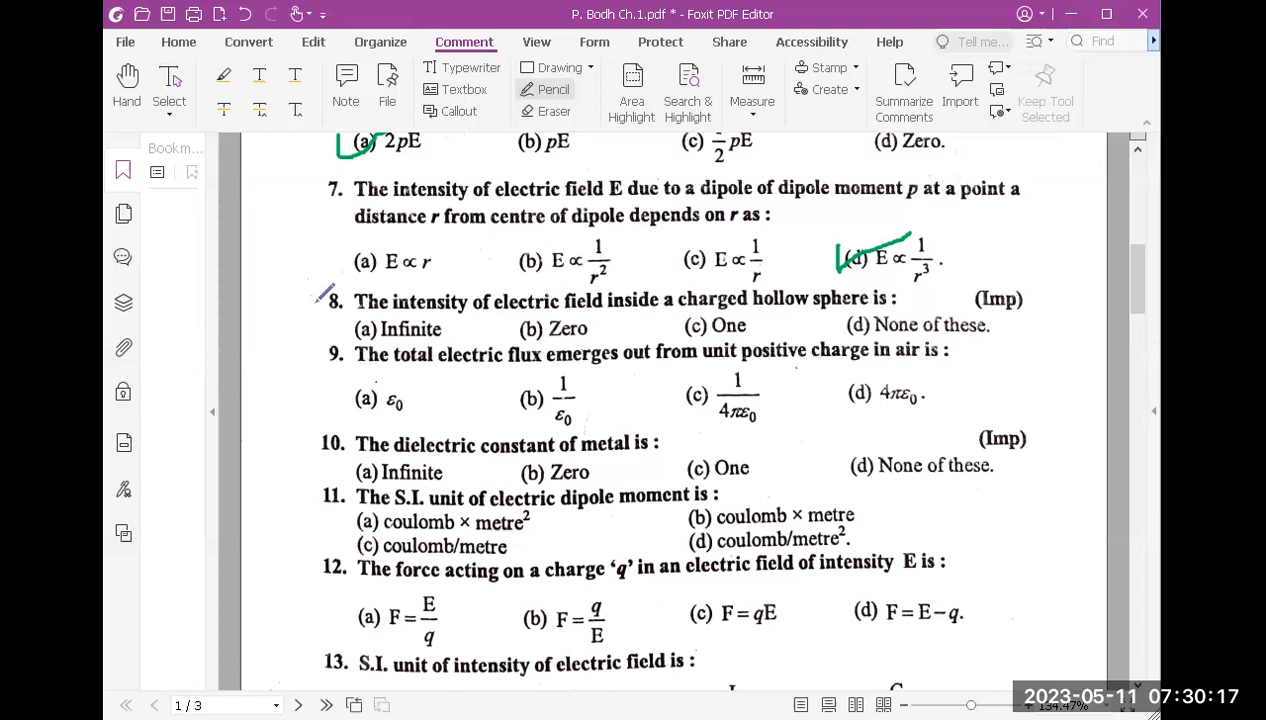 P. Bodh Ch.1.pdf * - Foxit PDF Editor
File Home Convert Edit Organize Comment View Form Protect Share Accessibility Help Tell me... Find
Hand Select Note File Typewriter Textbox Callout Drawing Pencil Eraser Area Highlight Search & Highlight Measure Stamp Create Summarize Comments Import Keep Tool Selected
Bookm...
(a) 2pE (b) pE (c) 1/2 pE (d) Zero.
7. The intensity of electric field E due to a dipole of dipole moment p at a point a
distance r from centre of dipole depends on r as :
(a) E ∝ r (b) E ∝ 1/r² (c) E ∝ 1/r (d) E ∝ 1/r³ .
8. The intensity of electric field inside a charged hollow sphere is : (Imp)
(a) Infinite (b) Zero (c) One (d) None of these.
9. The total electric flux emerges out from unit positive charge in air is :
(a) ε₀ (b) 1/ε₀ (c) 1/4πε₀ (d) 4πε₀ .
10. The dielectric constant of metal is : (Imp)
(a) Infinite (b) Zero (c) One (d) None of these.
11. The S.I. unit of electric dipole moment is :
(a) coulomb × metre² (b) coulomb × metre
(c) coulomb/metre (d) coulomb/metre².
12. The force acting on a charge ‘q’ in an electric field of intensity E is :
(a) F = E/q (b) F = q/E (c) F = qE (d) F = E – q.
13. S.I. unit of intensity of electric field is :
1 / 3
2023-05-11 07:30:17